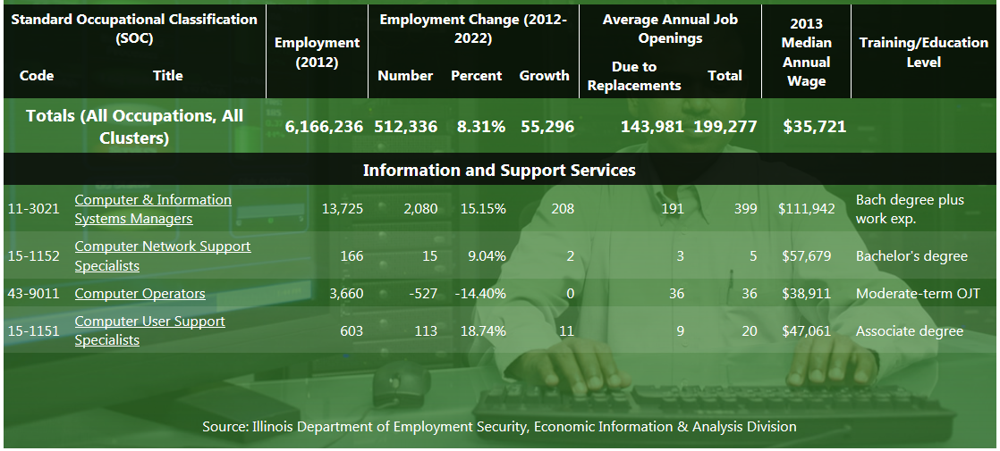 Standard Occupational Classification (SOC)
Employment (2012)
Employment Change (2012-2022)
Average Annual Job Openings
2013 Median Annual Wage
Training/Education Level
Code Title Number Percent Growth Due to Replacements Total
Totals (All Occupations, All Clusters) 6,166,236 512,336 8.31% 55,296 143,981 199,277 $35,721
Information and Support Services
11-3021 Computer & Information Systems Managers 13,725 2,080 15.15% 208 191 399 $111,942 Bach degree plus work exp.
15-1152 Computer Network Support Specialists 166 15 9.04% 2 3 5 $57,679 Bachelor's degree
43-9011 Computer Operators 3,660 -527 -14.40% 0 36 36 $38,911 Moderate-term OJT
15-1151 Computer User Support Specialists 603 113 18.74% 11 9 20 $47,061 Associate degree
Source: Illinois Department of Employment Security, Economic Information & Analysis Division